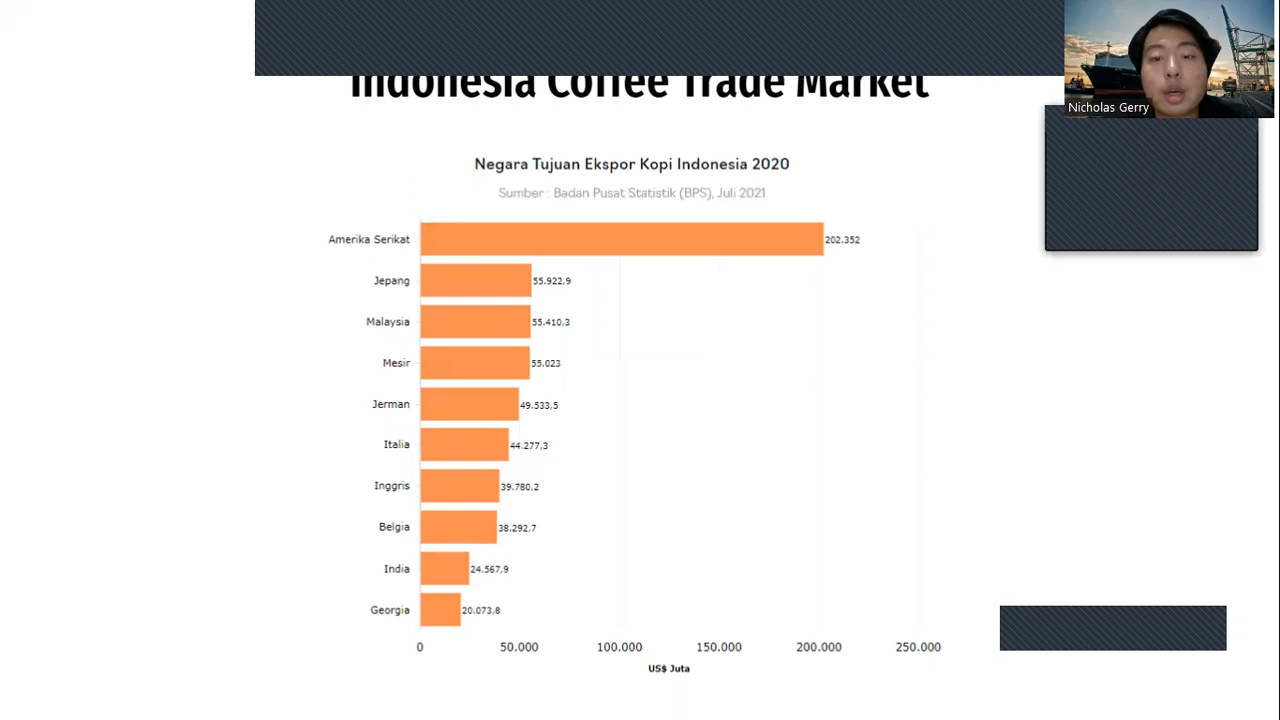 Indonesia Coffee Trade Market
Nicholas Gerry
Negara Tujuan Ekspor Kopi Indonesia 2020
Sumber : Badan Pusat Statistik (BPS), Juli 2021
Amerika Serikat 202.352
Jepang 55.922,9
Malaysia 55.410,3
Mesir 55.023
Jerman 49.533,5
Italia 44.277,3
Inggris 39.780,2
Belgia 38.292,7
India 24.567,9
Georgia 20.073,8
0 50.000 100.000 150.000 200.000 250.000
US$ Juta